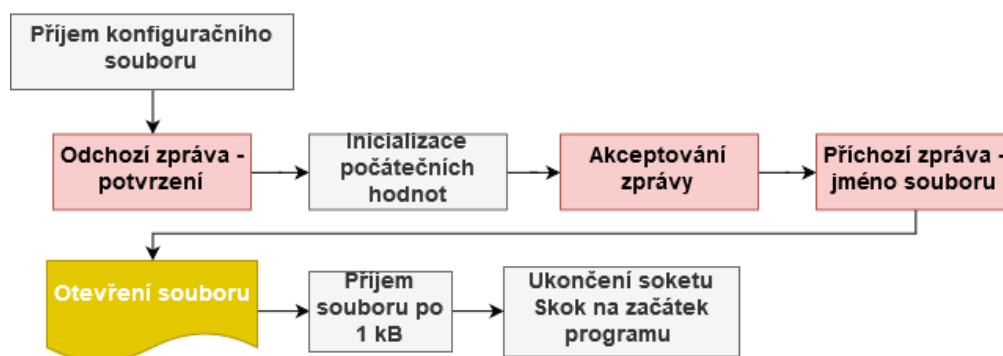 Příjem konfiguračního
souboru
Odchozí zpráva -
potvrzení
Inicializace
počátečních
hodnot
Akceptování
zprávy
Příchozí zpráva -
jméno souboru
Otevření souboru
Příjem
souboru po
1 kB
Ukončení soketu
Skok na začátek
programu